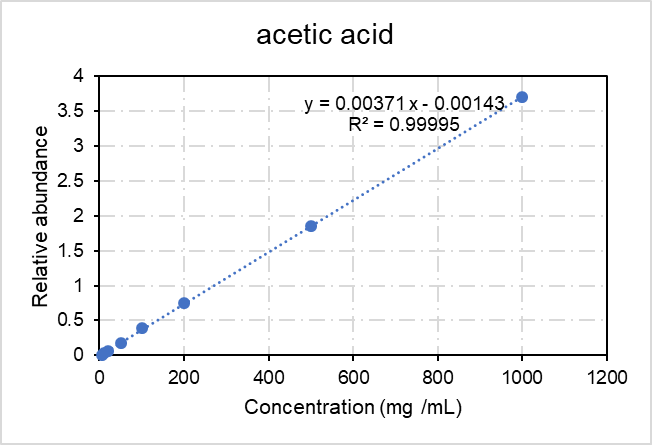 acetic acid
4
3.5
3
2.5
2
1.5
1
0.5
0
y = 0.00371 x - 0.00143
R² = 0.99995
Relative abundance
0 200 400 600 800 1000 1200
Concentration (mg /mL)